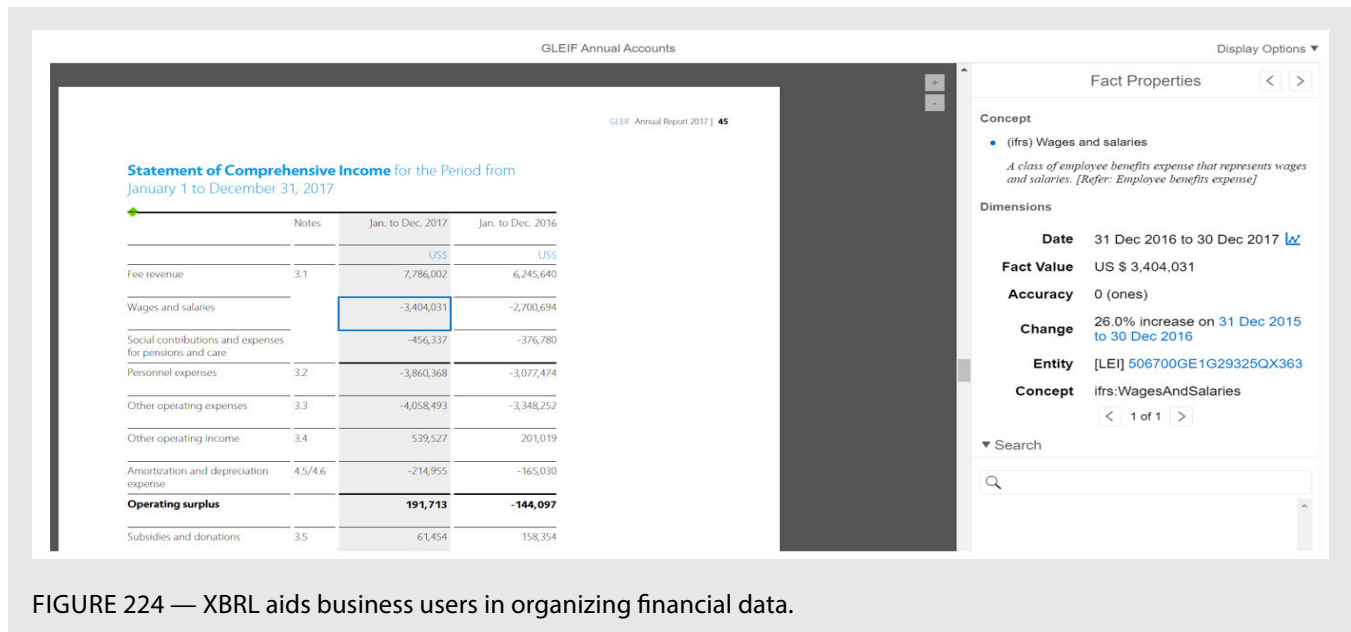 GLEIF Annual Accounts
Display Options ▼
+
-
GLEIF Annual Report 2017 | 45
Statement of Comprehensive Income for the Period from
January 1 to December 31, 2017
Notes Jan. to Dec. 2017 Jan. to Dec. 2016
US$ US$
Fee revenue 3.1 7,786,002 6,245,640
Wages and salaries -3,404,031 -2,700,694
Social contributions and expenses -456,337 -376,780
for pensions and care
Personnel expenses 3.2 -3,860,368 -3,077,474
Other operating expenses 3.3 -4,058,493 -3,348,252
Other operating income 3.4 539,527 201,019
Amortization and depreciation 4.5/4.6 -214,955 -165,030
expense
Operating surplus 191,713 -144,097
Subsidies and donations 3.5 61,454 158,354
Fact Properties < >
Concept
• (ifrs) Wages and salaries
A class of employee benefits expense that represents wages
and salaries. [Refer: Employee benefits expense]
Dimensions
Date 31 Dec 2016 to 30 Dec 2017
Fact Value US $ 3,404,031
Accuracy 0 (ones)
Change 26.0% increase on 31 Dec 2015
to 30 Dec 2016
Entity [LEI] 506700GE1G29325QX363
Concept ifrs:WagesAndSalaries
< 1 of 1 >
▼ Search
FIGURE 224 — XBRL aids business users in organizing financial data.